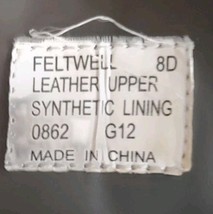 FELTWELL 8D
LEATHER UPPER
SYNTHETIC LINING
0862 G12
MADE IN CHINA